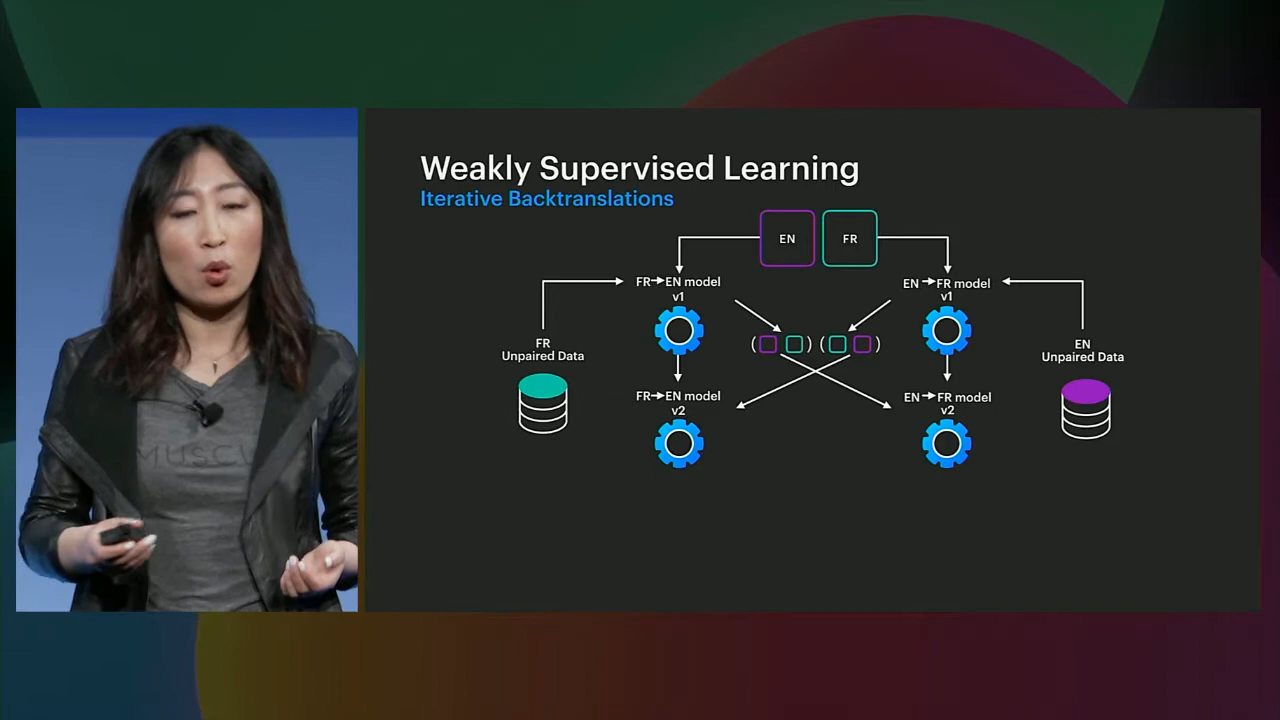 Weakly Supervised Learning
Iterative Backtranslations
EN
FR
FR→EN model
v1
EN→FR model
v1
FR
Unpaired Data
( ) ( )
EN
Unpaired Data
FR→EN model
v2
EN→FR model
v2
MUSCU